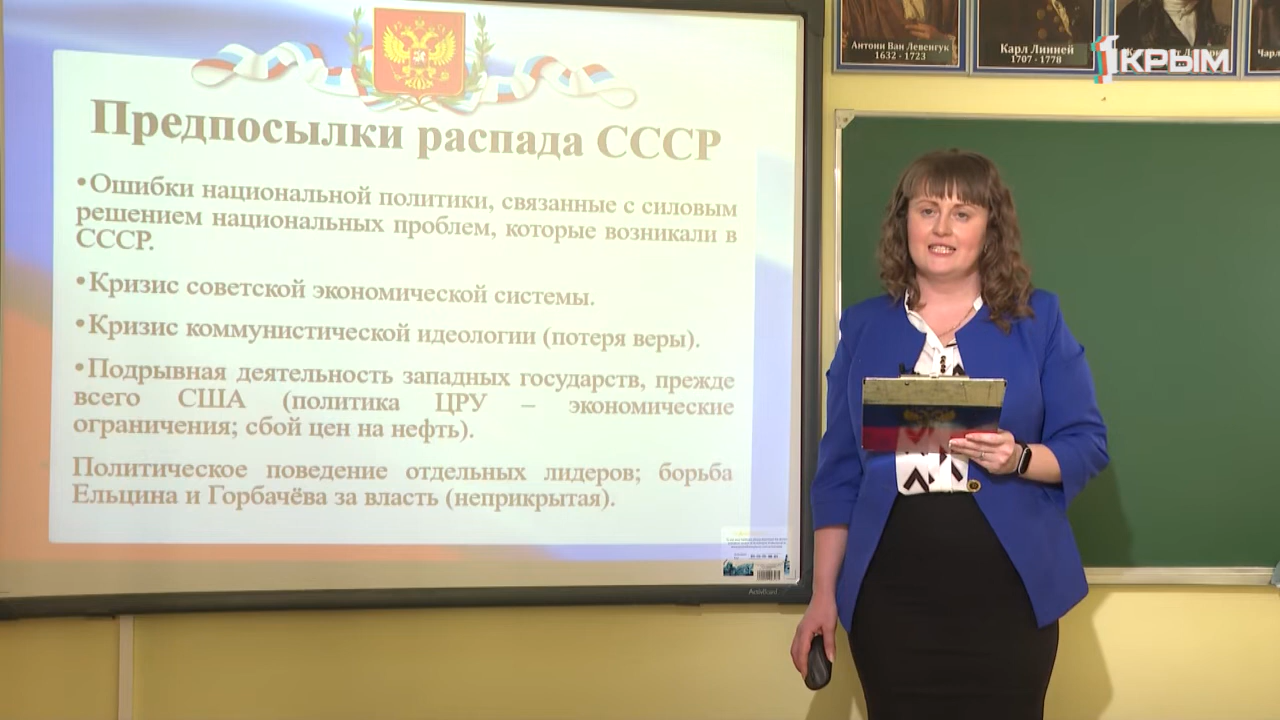 Предпосылки распада СССР
•Ошибки национальной политики, связанные с силовым
решением национальных проблем, которые возникали в
СССР.
•Кризис советской экономической системы.
•Кризис коммунистической идеологии (потеря веры).
•Подрывная деятельность западных государств, прежде
всего США (политика ЦРУ – экономические
ограничения; сбой цен на нефть).
Политическое поведение отдельных лидеров; борьба
Ельцина и Горбачёва за власть (неприкрытая).
ActivBoard
Антони Ван Левенгук
1632 - 1723
Карл Линней
1707 - 1778
1КРЫМ